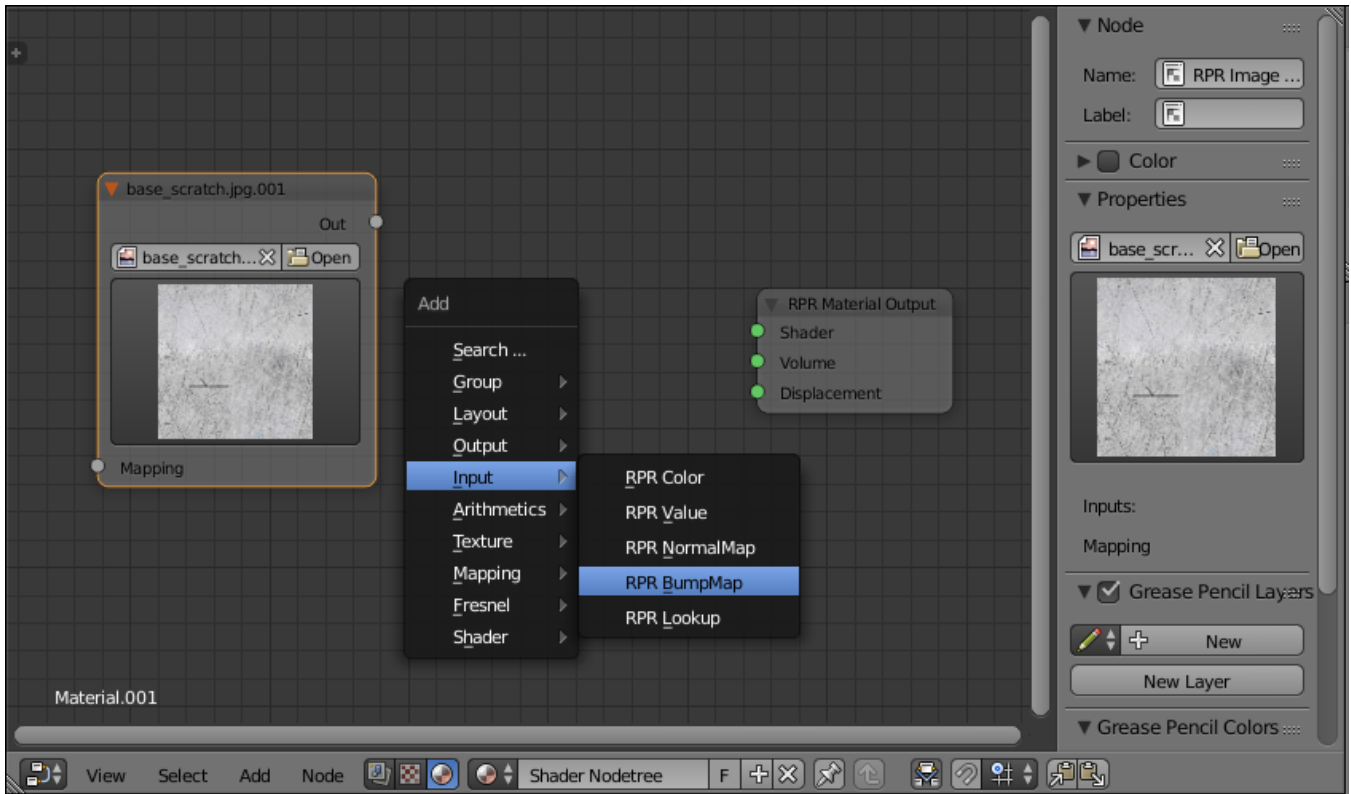 base_scratch.jpg.001
Out
base_scratch... Open
Mapping
Material.001
Add
Search ...
Group
Layout
Output
Input
Arithmetics
Texture
Mapping
Fresnel
Shader
RPR Color
RPR Value
RPR NormalMap
RPR BumpMap
RPR Lookup
RPR Material Output
Shader
Volume
Displacement
Node
Name: RPR Image ...
Label:
Color
Properties
base_scr... Open
Inputs:
Mapping
Grease Pencil Layers
New
New Layer
Grease Pencil Colors
View Select Add Node Shader Nodetree F